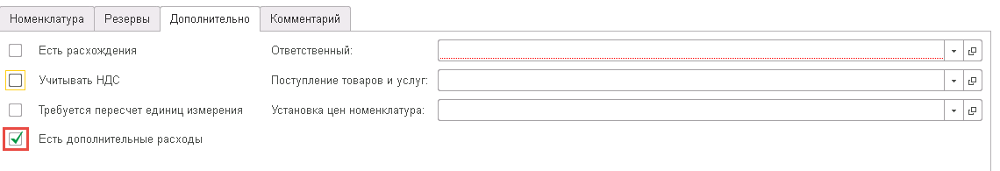 Номенклатура Резервы Дополнительно Комментарий
Есть расхождения Ответственный:
Учитывать НДС Поступление товаров и услуг:
Требуется пересчет единиц измерения Установка цен номенклатура:
Есть дополнительные расходы